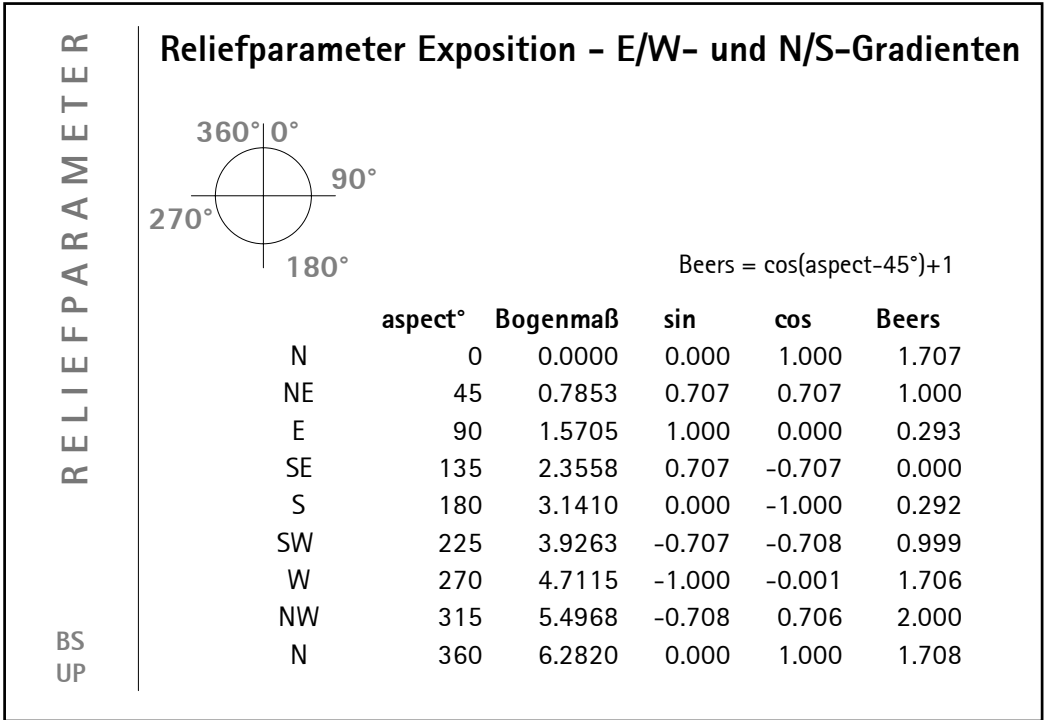 RELIEFPARAMETER
Reliefparameter Exposition - E/W- und N/S-Gradienten
360° 0°
90°
270°
180°
Beers = cos(aspect-45°)+1
aspect° Bogenmaß sin cos Beers
N 0 0.0000 0.000 1.000 1.707
NE 45 0.7853 0.707 0.707 1.000
E 90 1.5705 1.000 0.000 0.293
SE 135 2.3558 0.707 -0.707 0.000
S 180 3.1410 0.000 -1.000 0.292
SW 225 3.9263 -0.707 -0.708 0.999
W 270 4.7115 -1.000 -0.001 1.706
NW 315 5.4968 -0.708 0.706 2.000
N 360 6.2820 0.000 1.000 1.708
BS
UP